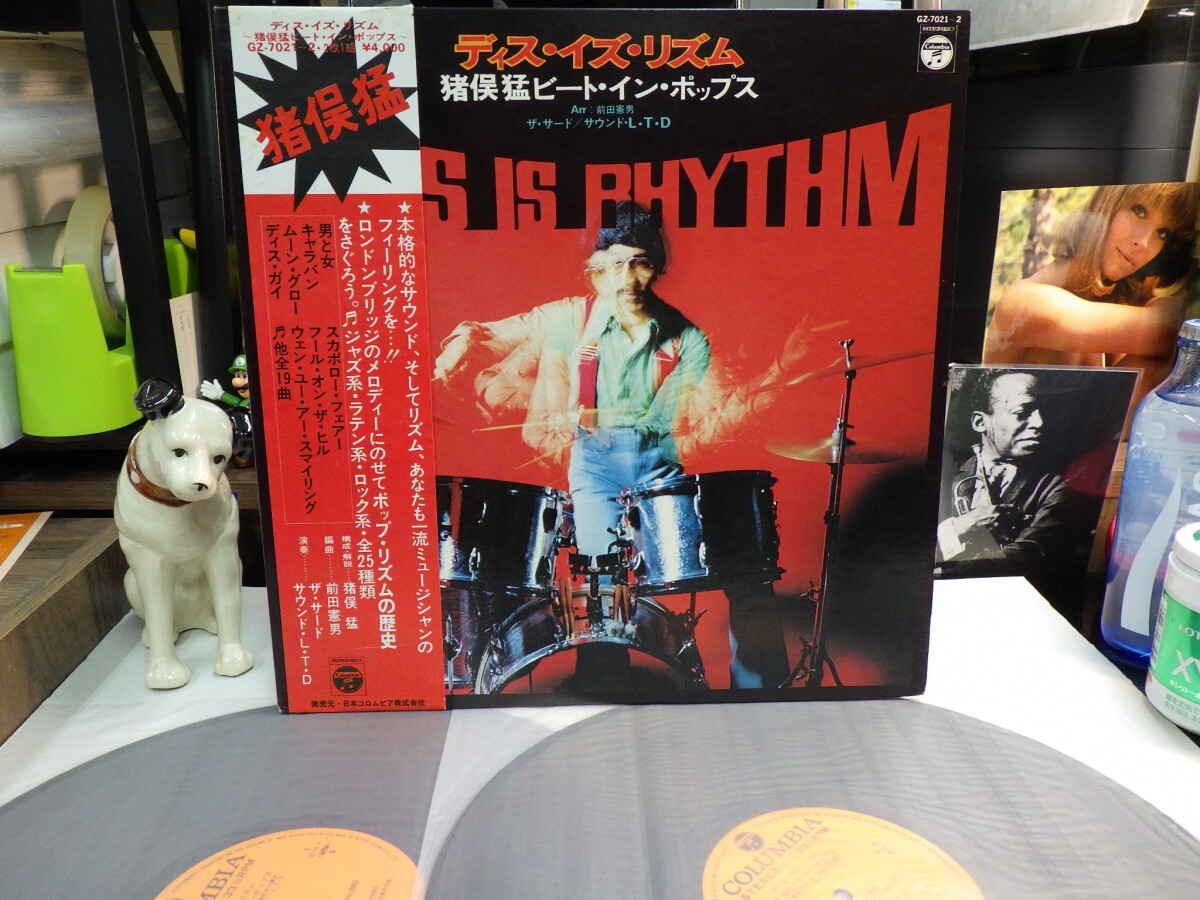 ディス・イズ・リズム
〜猪俣猛ビート・イン・ポップス〜
GZ-7021〜2・2枚1組 ¥4,000
猪俣猛
★本格的なサウンド、そしてリズム、あなたも一流ミュージシャンの
フィーリングを…!!
★ロンドンブリッジのメロディーにのせてポップ・リズムの歴史
をさぐろう。♬ジャズ系・ラテン系・ロック系・全25種類
男と女
キャラバン
ムーン・グロー
ディス・ガイ
スカボロー・フェアー
フール・オン・ザ・ヒル
ウェン・ユー・アー・スマイリング
♬他全19曲
構成・解説…猪俣 猛
編曲………前田憲男
演奏………ザ・サード
サウンド・L・T・D
Columbia
発売元・日本コロムビア株式会社
GZ-7021〜2
STEREO
Columbia
ディス・イズ・リズム
猪俣猛ビート・イン・ポップス
Arr：前田憲男
ザ・サード／サウンド・L・T・D
S IS RHYTHM
COLUMBIA
33⅓RPM
COLUMBIA
STEREO